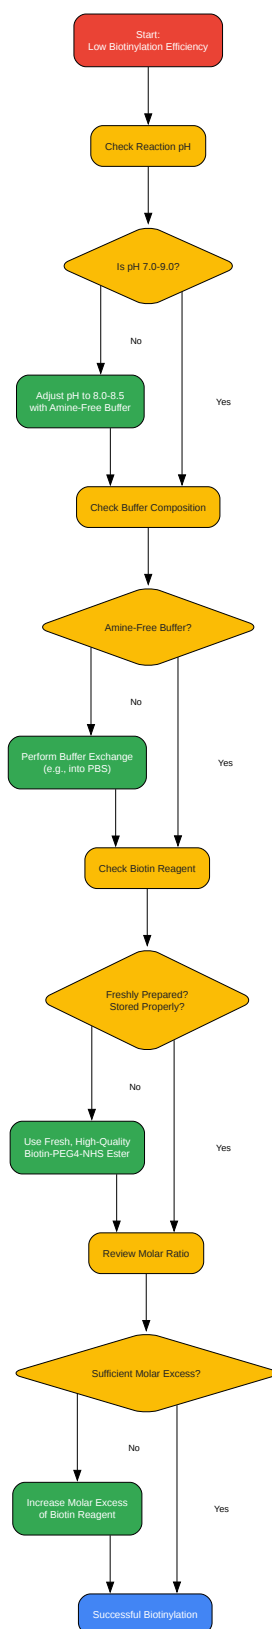 Start:
Low Biotinylation Efficiency
Check Reaction pH
Is pH 7.0-9.0?
No
Adjust pH to 8.0-8.5
with Amine-Free Buffer
Yes
Check Buffer Composition
Amine-Free Buffer?
No
Perform Buffer Exchange
(e.g., into PBS)
Yes
Check Biotin Reagent
Freshly Prepared?
Stored Properly?
No
Use Fresh, High-Quality
Biotin-PEG4-NHS Ester
Yes
Review Molar Ratio
Sufficient Molar Excess?
No
Increase Molar Excess
of Biotin Reagent
Yes
Successful Biotinylation